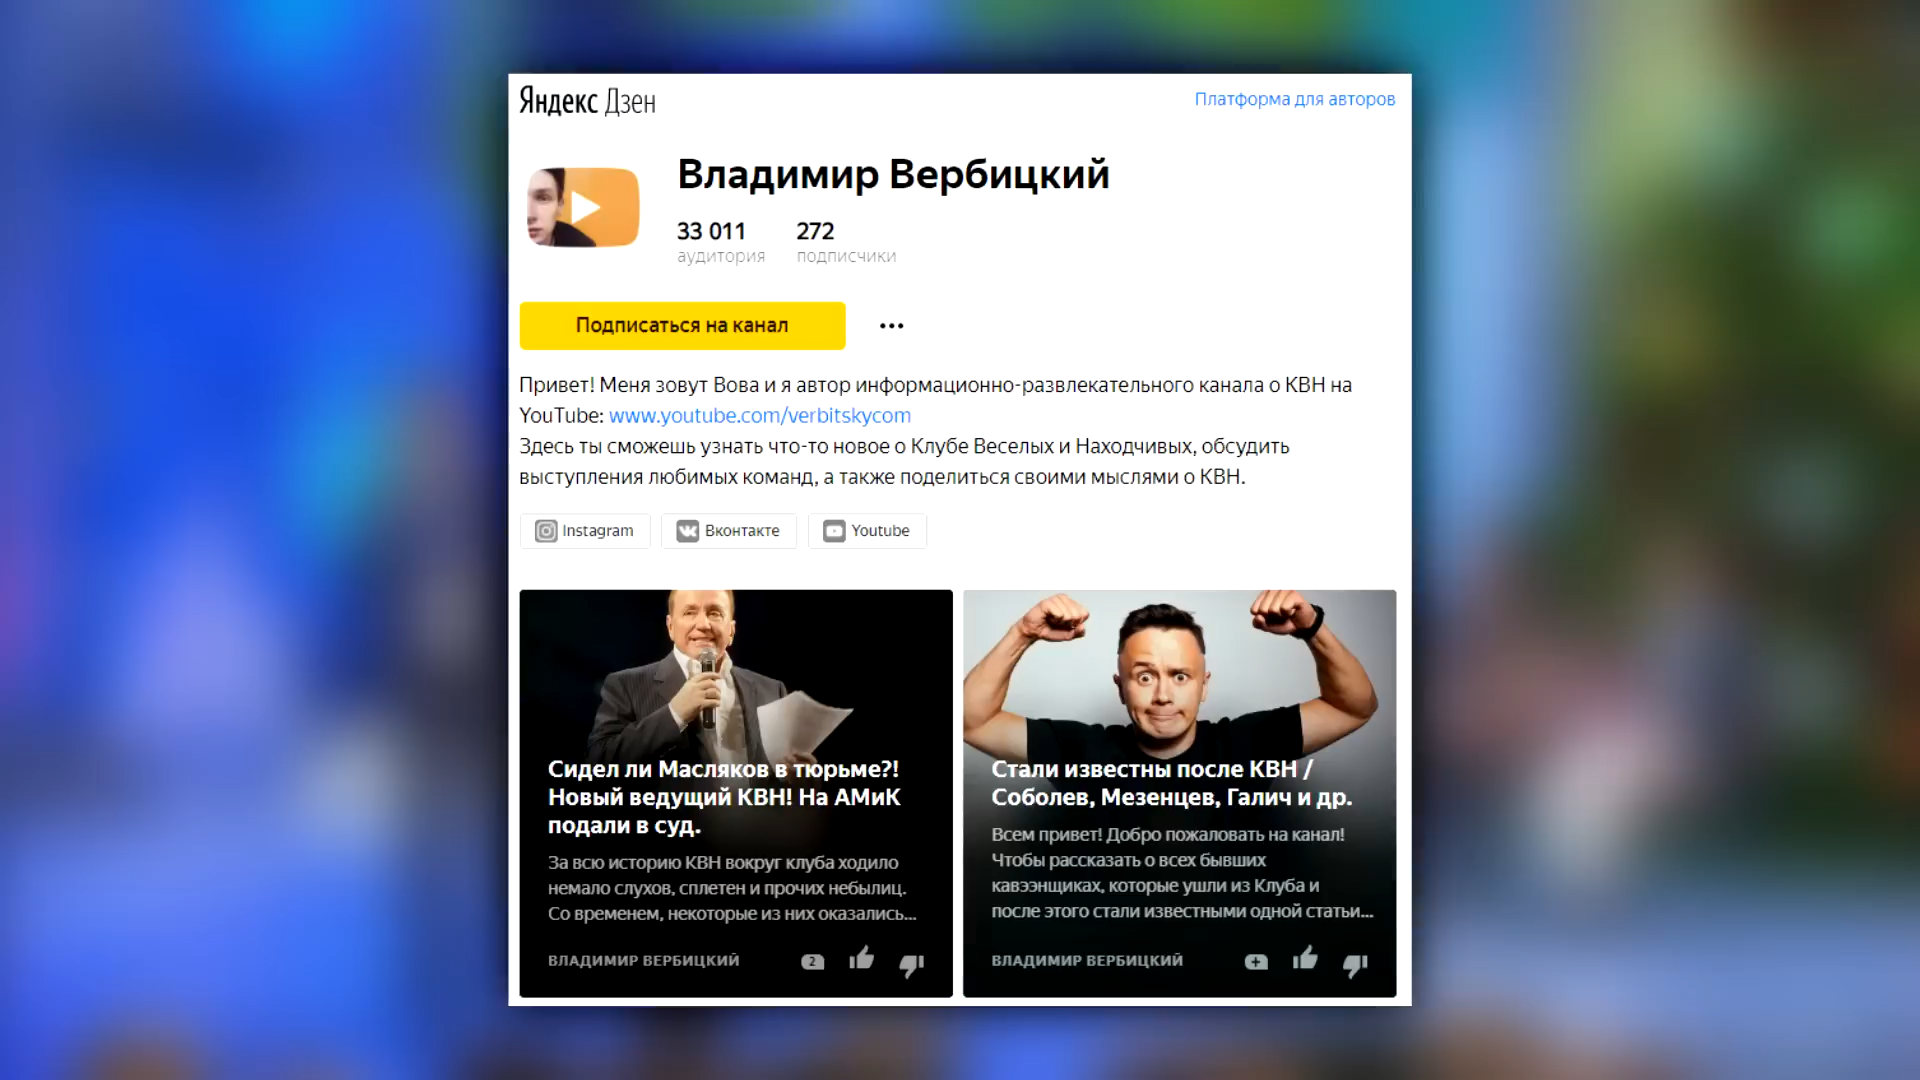 Яндекс Дзен
Платформа для авторов
Владимир Вербицкий
33 011
272
аудитория
подписчики
Подписаться на канал
Привет! Меня зовут Вова и я автор информационно-развлекательного канала о КВН на
YouTube: www.youtube.com/verbitskycom
Здесь ты сможешь узнать что-то новое о Клубе Веселых и Находчивых, обсудить
выступления любимых команд, а также поделиться своими мыслями о КВН.
Instagram
Вконтакте
Youtube
Сидел ли Масляков в тюрьме?!
Новый ведущий КВН! На АМиК
подали в суд.
За всю историю КВН вокруг клуба ходило
немало слухов, сплетен и прочих небылиц.
Со временем, некоторые из них оказались...
ВЛАДИМИР ВЕРБИЦКИЙ
2
Стали известны после КВН /
Соболев, Мезенцев, Галич и др.
Всем привет! Добро пожаловать на канал!
Чтобы рассказать о всех бывших
кавээнщиках, которые ушли из Клуба и
после этого стали известными одной статьи...
ВЛАДИМИР ВЕРБИЦКИЙ